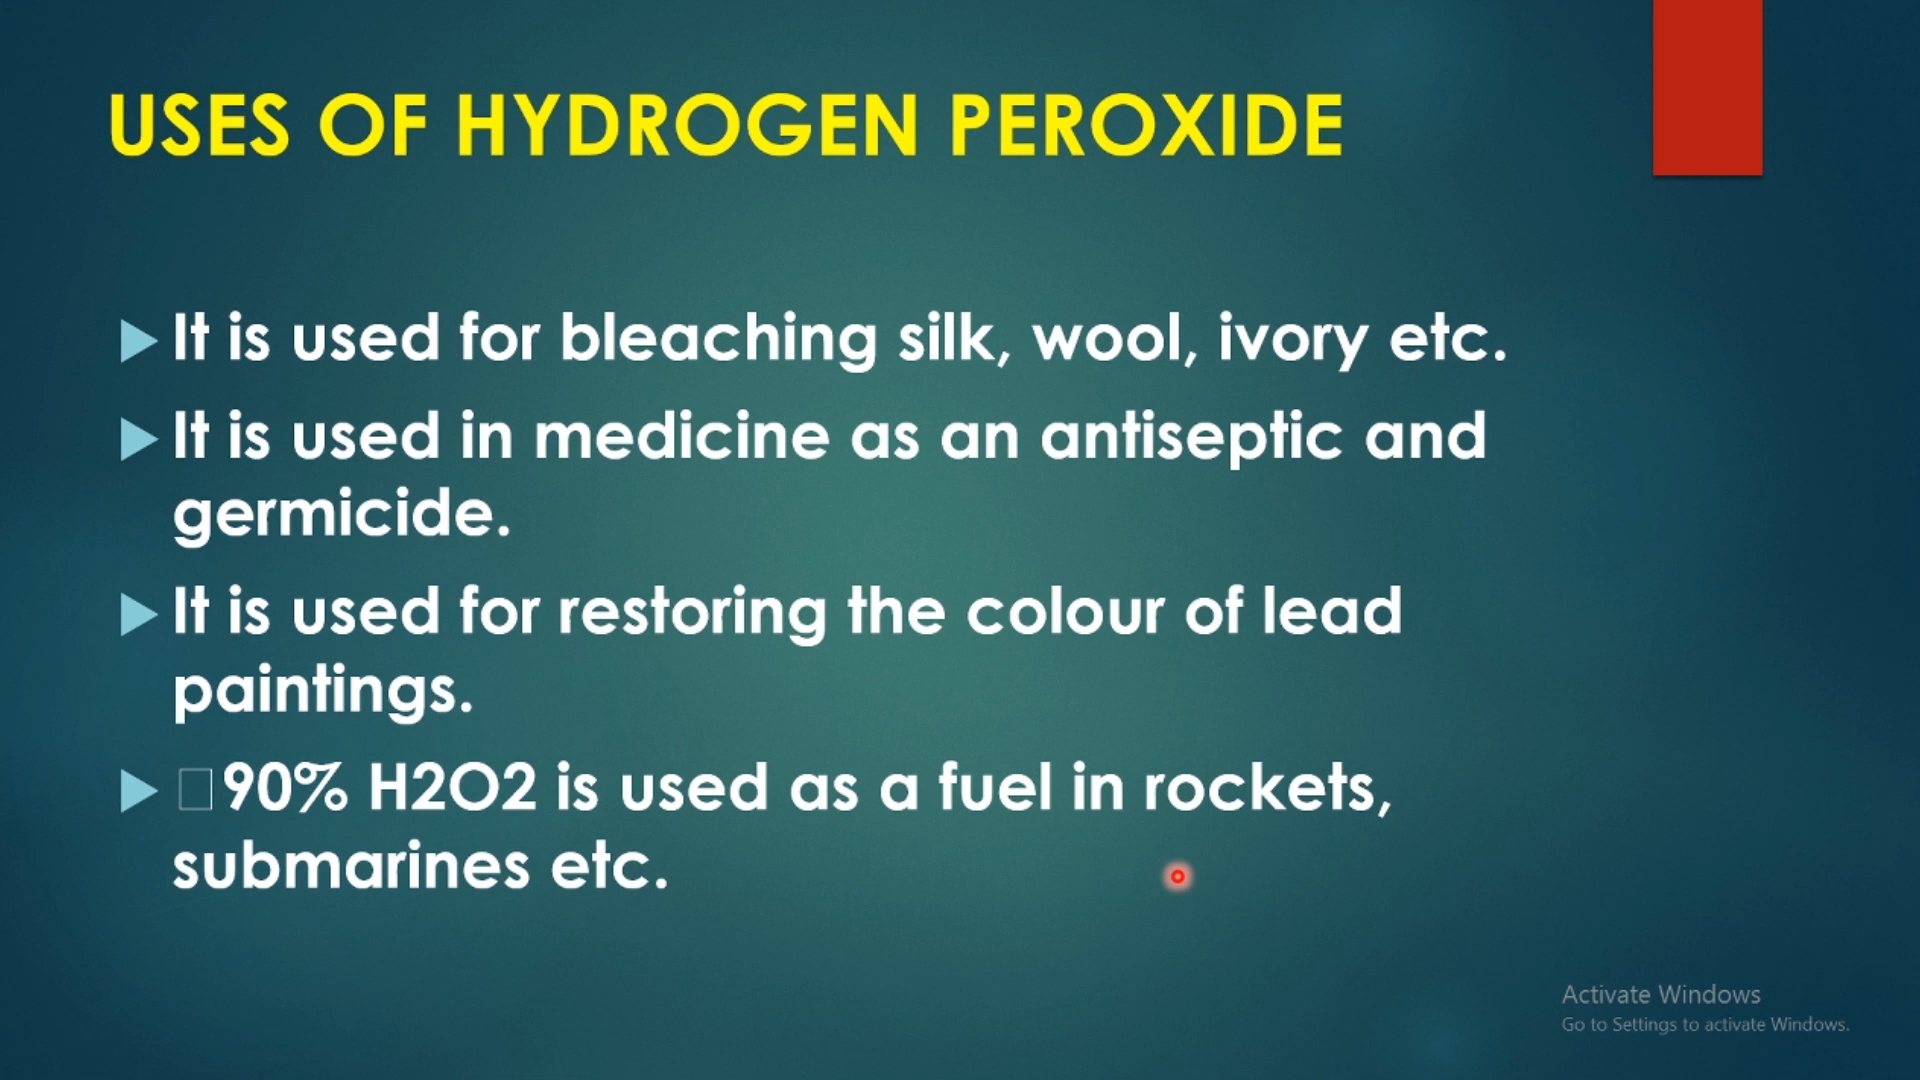 USES OF HYDROGEN PEROXIDE
It is used for bleaching silk, wool, ivory etc.
It is used in medicine as an antiseptic and
germicide.
It is used for restoring the colour of lead
paintings.
90% H2O2 is used as a fuel in rockets,
submarines etc.
Activate Windows
Go to Settings to activate Windows.